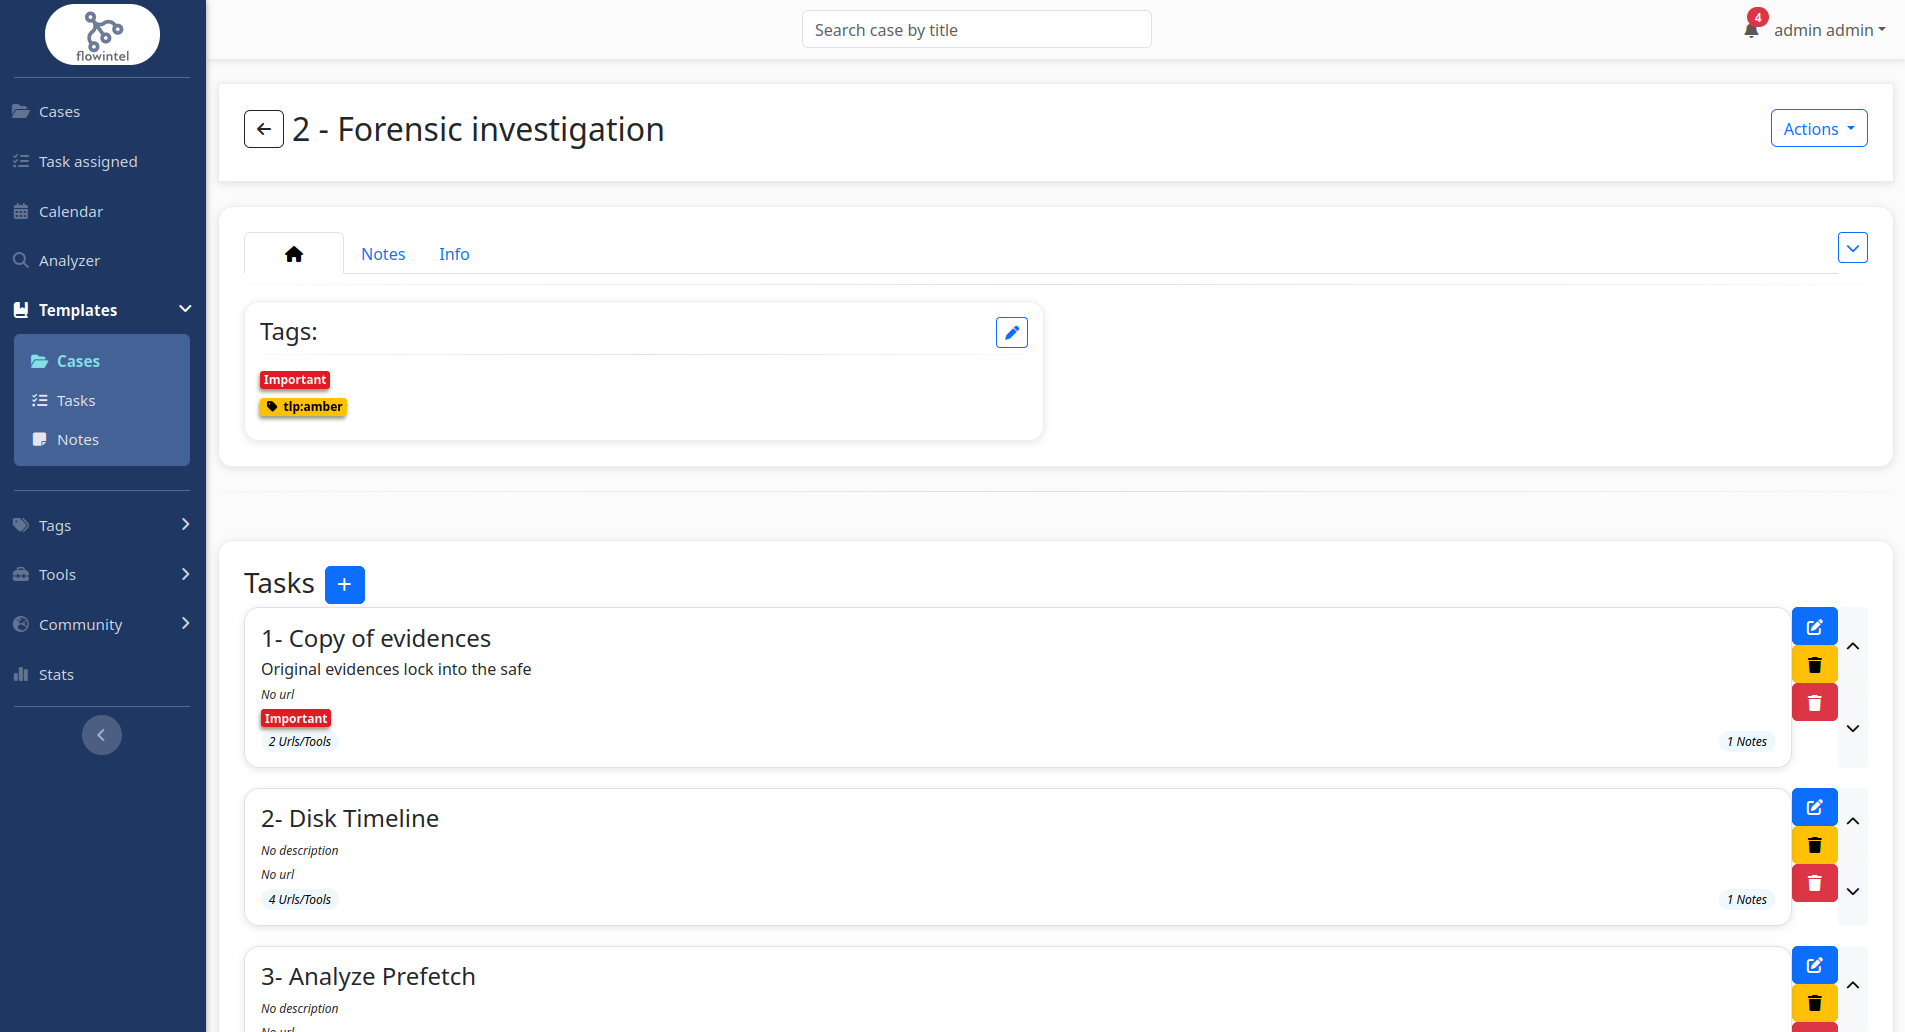 flowintel
Search case by title
4
admin admin
Cases
Task assigned
Calendar
Analyzer
Templates
Cases
Tasks
Notes
Tags
Tools
Community
Stats
2 - Forensic investigation
Actions
Notes
Info
Tags:
Important
tlp:amber
Tasks
1- Copy of evidences
Original evidences lock into the safe
No url
Important
2 Urls/Tools
1 Notes
2- Disk Timeline
No description
No url
4 Urls/Tools
1 Notes
3- Analyze Prefetch
No description
No url